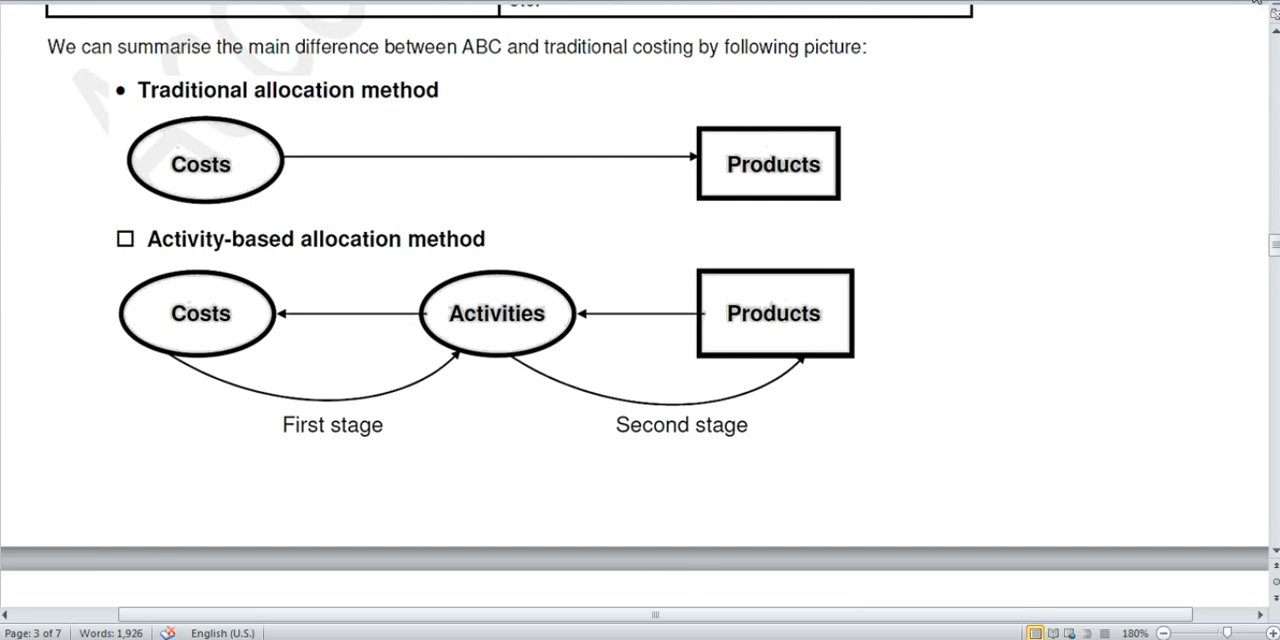 We can summarise the main difference between ABC and traditional costing by following picture:
• Traditional allocation method
Costs
Products
☐ Activity-based allocation method
Costs
Activities
Products
First stage
Second stage
Page: 3 of 7
Words: 1,926
English (U.S.)
180%